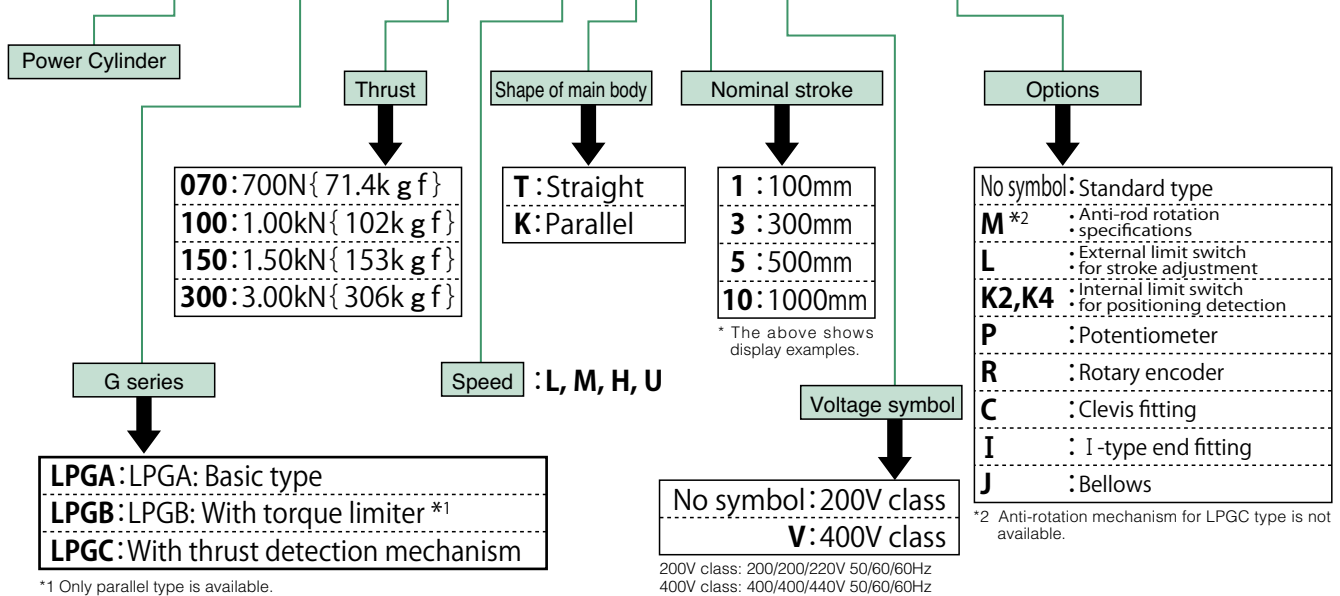 Power Cylinder
Thrust
070:700N{ 71.4k g f }
100:1.00kN{ 102k g f }
150:1.50kN{ 153k g f }
300:3.00kN{ 306k g f }
Shape of main body
T:Straight
K:Parallel
Nominal stroke
1:100mm
3:300mm
5:500mm
10:1000mm
* The above shows
display examples.
Options
No symbol:Standard type
M*2 ・Anti-rod rotation
・specifications
L ・External limit switch
・for stroke adjustment
K2,K4 ・Internal limit switch
・for positioning detection
P :Potentiometer
R :Rotary encoder
C :Clevis fitting
I : I-type end fitting
J :Bellows
*2 Anti-rotation mechanism for LPGC type is not
available.
G series
LPGA:LPGA: Basic type
LPGB:LPGB: With torque limiter *1
LPGC:With thrust detection mechanism
*1 Only parallel type is available.
Speed :L, M, H, U
Voltage symbol
No symbol:200V class
V:400V class
200V class: 200/200/220V 50/60/60Hz
400V class: 400/400/440V 50/60/60Hz